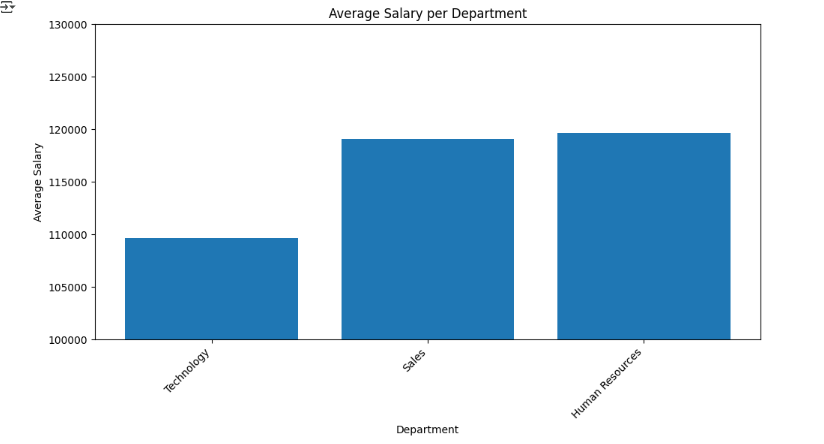 Average Salary per Department
130000
125000
120000
115000
110000
105000
100000
Average Salary
Technology
Sales
Human Resources
Department